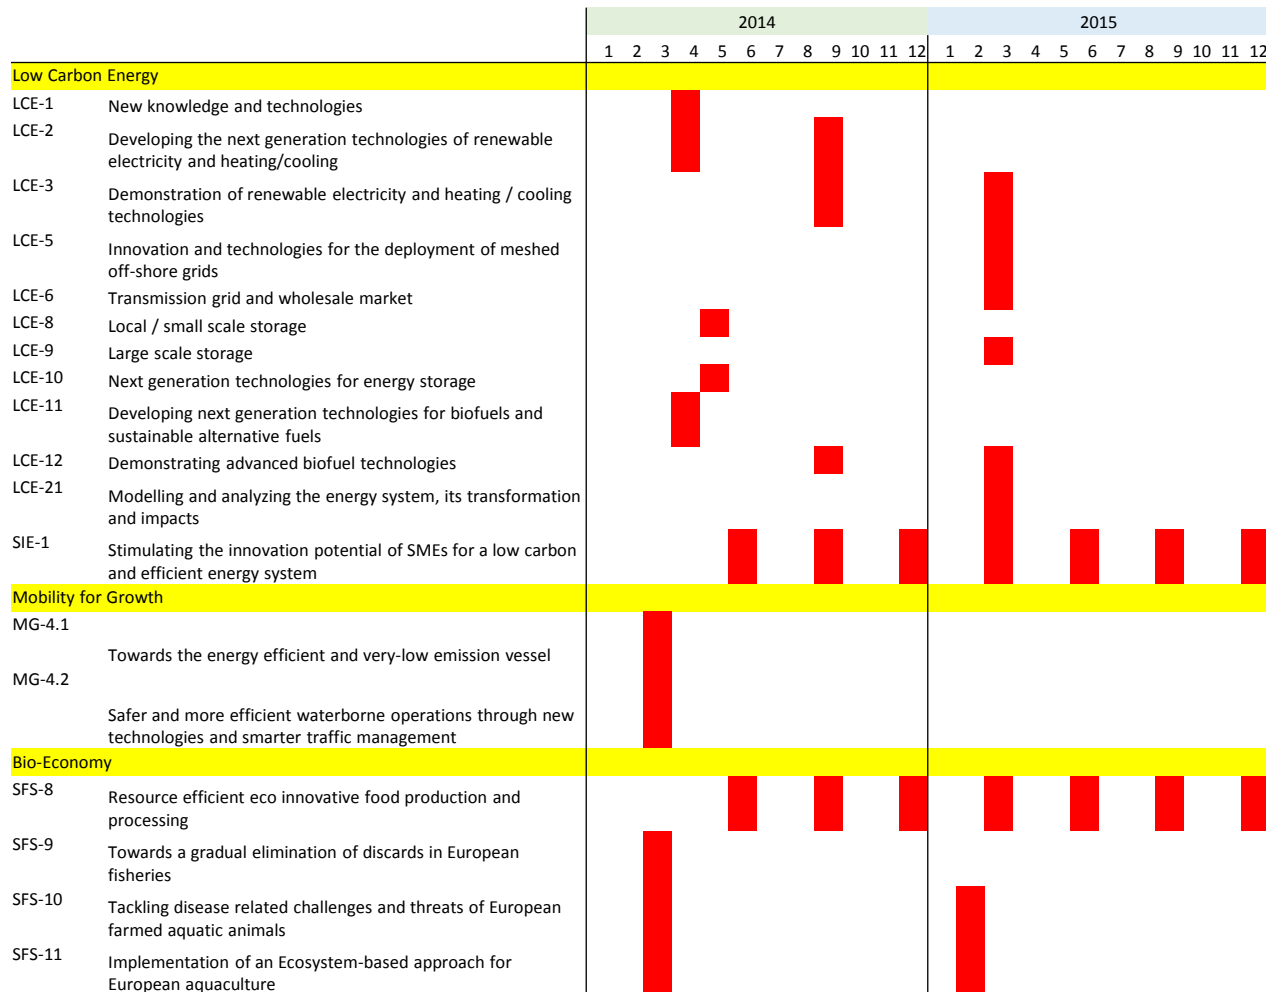 2014 2015
1 2 3 4 5 6 7 8 9 10 11 12 1 2 3 4 5 6 7 8 9 10 11 12
Low Carbon Energy
LCE-1 New knowledge and technologies
LCE-2 Developing the next generation technologies of renewable
electricity and heating/cooling
LCE-3 Demonstration of renewable electricity and heating / cooling
technologies
LCE-5 Innovation and technologies for the deployment of meshed
off-shore grids
LCE-6 Transmission grid and wholesale market
LCE-8 Local / small scale storage
LCE-9 Large scale storage
LCE-10 Next generation technologies for energy storage
LCE-11 Developing next generation technologies for biofuels and
sustainable alternative fuels
LCE-12 Demonstrating advanced biofuel technologies
LCE-21 Modelling and analyzing the energy system, its transformation
and impacts
SIE-1 Stimulating the innovation potential of SMEs for a low carbon
and efficient energy system
Mobility for Growth
MG-4.1
Towards the energy efficient and very-low emission vessel
MG-4.2
Safer and more efficient waterborne operations through new
technologies and smarter traffic management
Bio-Economy
SFS-8 Resource efficient eco innovative food production and
processing
SFS-9 Towards a gradual elimination of discards in European
fisheries
SFS-10 Tackling disease related challenges and threats of European
farmed aquatic animals
SFS-11 Implementation of an Ecosystem-based approach for
European aquaculture